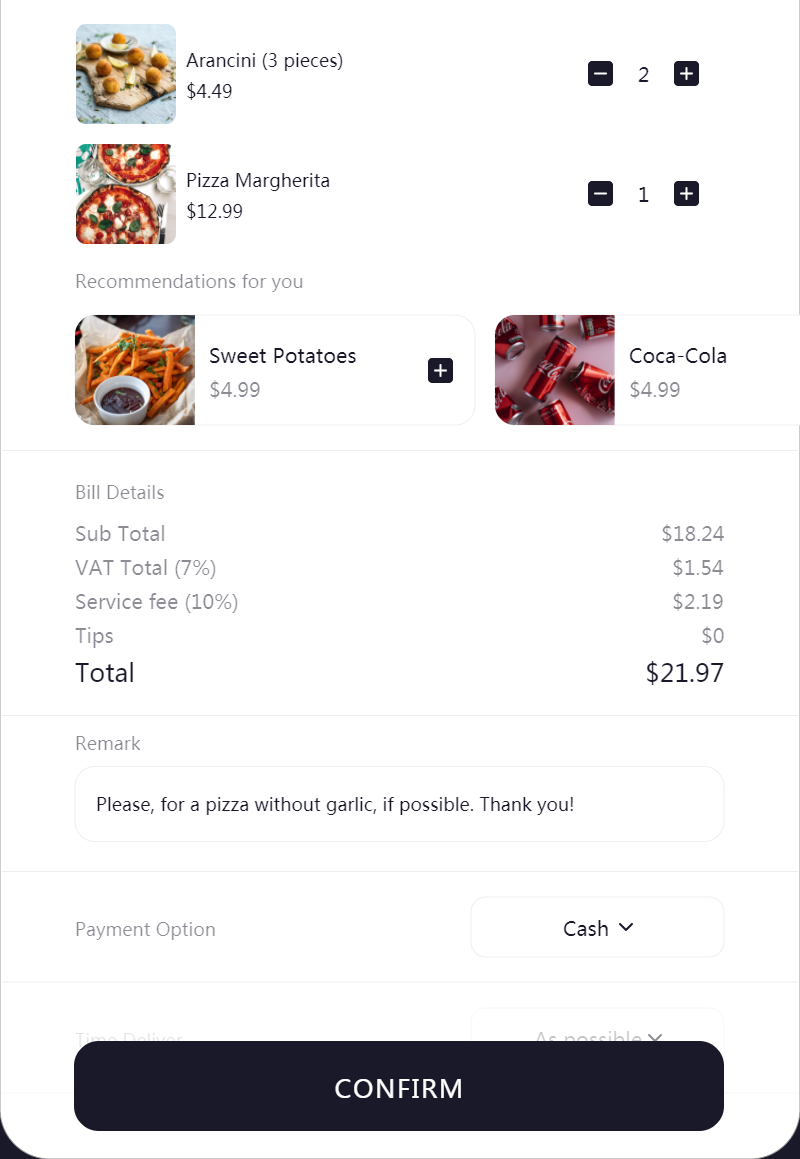 Arancini (3 pieces)
$4.49
2
Pizza Margherita
$12.99
1
Recommendations for you
Sweet Potatoes
$4.99
Coca-Cola
$4.99
Bill Details
Sub Total $18.24
VAT Total (7%) $1.54
Service fee (10%) $2.19
Tips $0
Total $21.97
Remark
Please, for a pizza without garlic, if possible. Thank you!
Payment Option Cash
Time Deliver As possible
CONFIRM